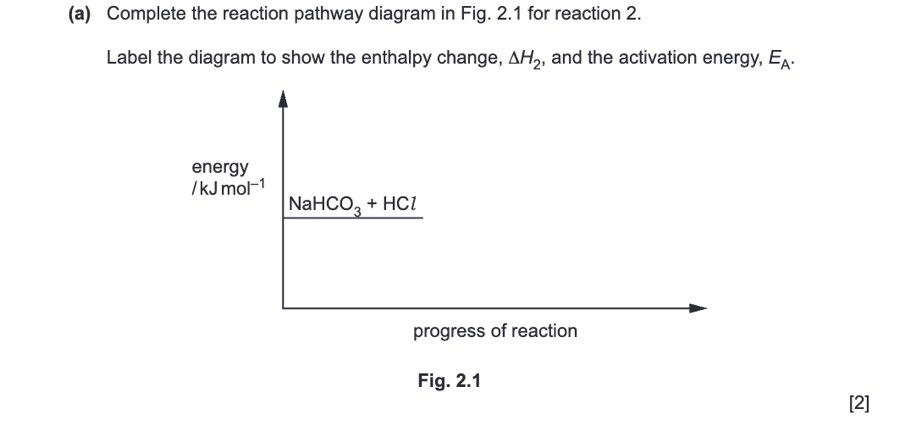 (a) Complete the reaction pathway diagram in Fig. 2.1 for reaction 2.
Label the diagram to show the enthalpy change, ΔH₂, and the activation energy, E_A.
energy
/ kJ mol⁻¹
NaHCO₃ + HCl
progress of reaction
Fig. 2.1
[2]